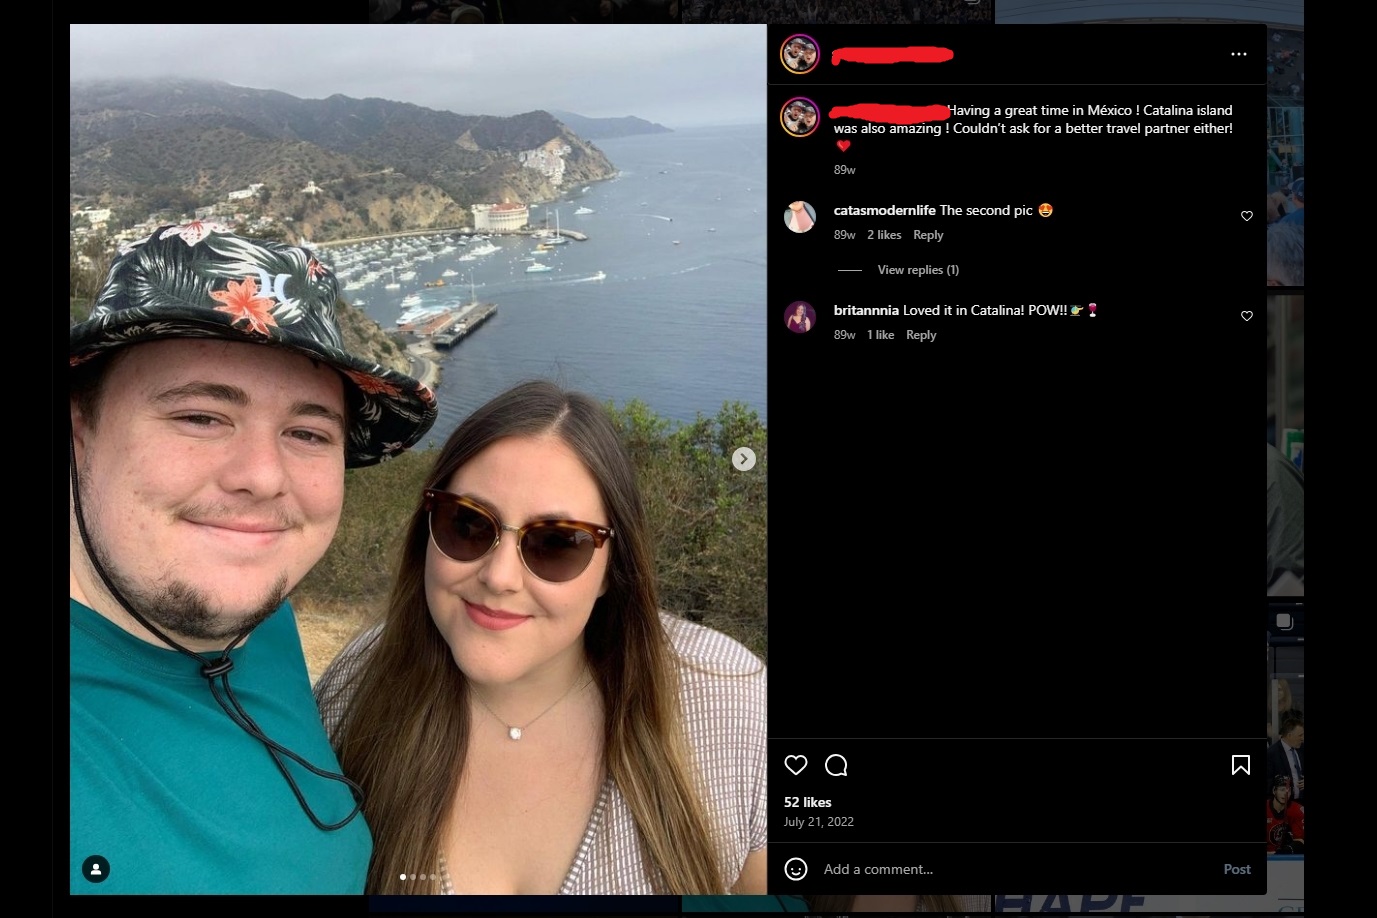 Having a great time in México ! Catalina island
was also amazing ! Couldn't ask for a better travel partner either!
❤️
89w
catasmodernlife The second pic 🤩
89w 2 likes Reply
View replies (1)
britannnia Loved it in Catalina! POW!!🍹🍷
89w 1 like Reply
52 likes
July 21, 2022
Add a comment... Post